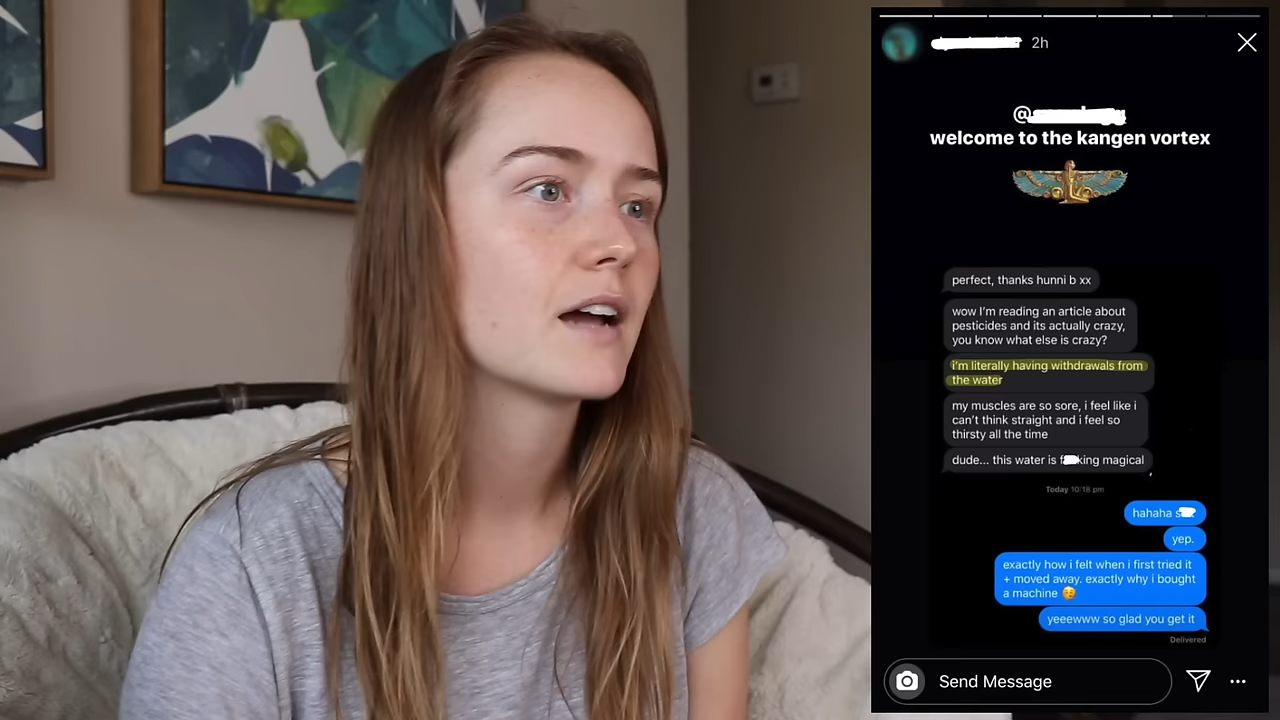 2h
@
welcome to the kangen vortex
perfect, thanks hunni b xx
wow I'm reading an article about
pesticides and its actually crazy,
you know what else is crazy?
i'm literally having withdrawals from
the water
my muscles are so sore, i feel like i
can't think straight and i feel so
thirsty all the time
dude... this water is f king magical
Today 10:18 pm
hahaha s
yep.
exactly how i felt when i first tried it
+ moved away. exactly why i bought
a machine 🥰
yeeewww so glad you get it
Delivered
Send Message